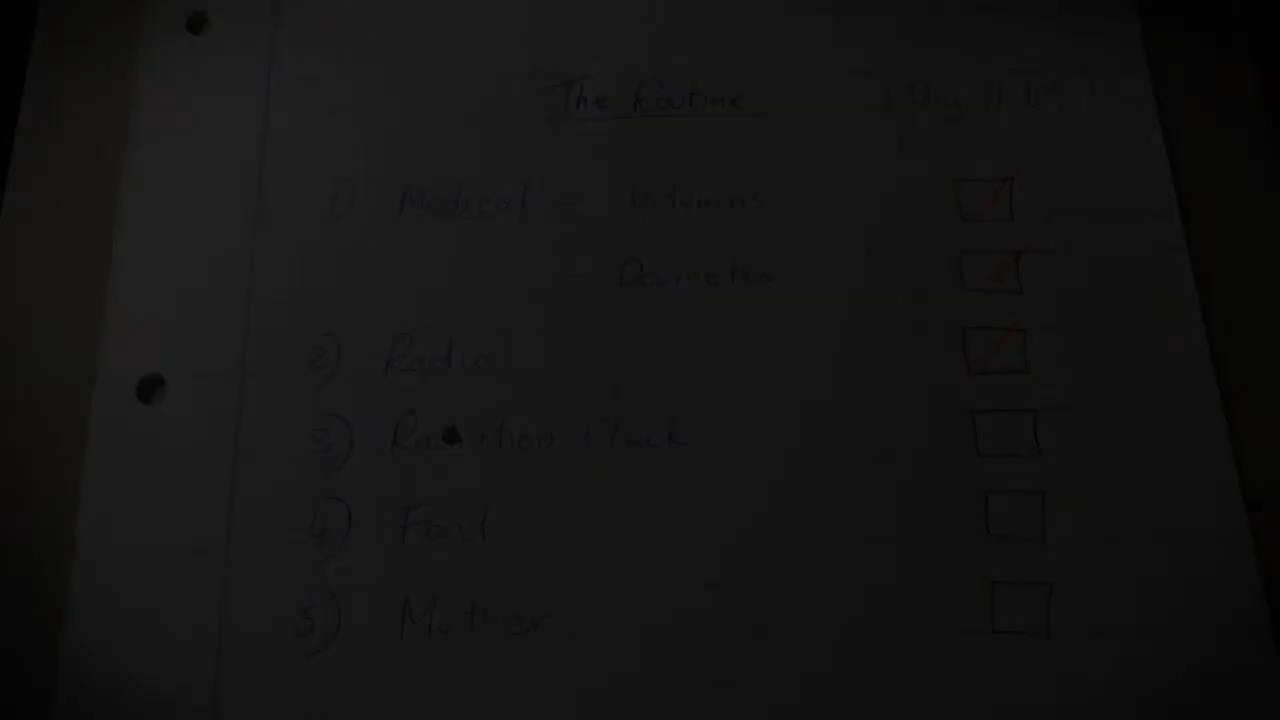 The Routine
1) Medical - Vitamins
- Dosimeter
2) Radio
3) Radiation Check
4) Food
5) Mother